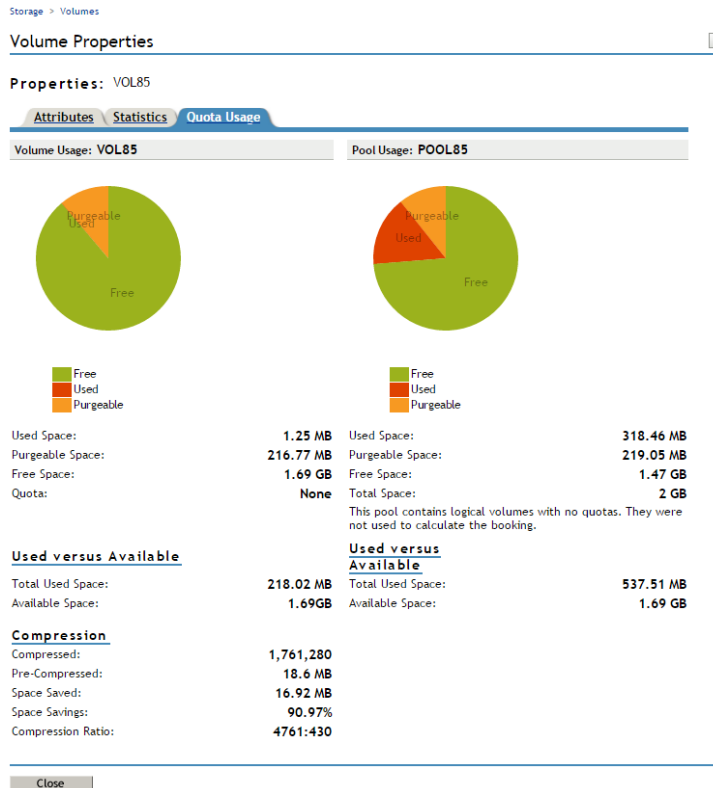 Storage > Volumes
Volume Properties
Properties: VOL85
Attributes Statistics Quota Usage
Volume Usage: VOL85
Purgeable
Used
Free
Free
Used
Purgeable
Used Space: 1.25 MB
Purgeable Space: 216.77 MB
Free Space: 1.69 GB
Quota: None
Used versus Available
Total Used Space: 218.02 MB
Available Space: 1.69GB
Compression
Compressed: 1,761,280
Pre-Compressed: 18.6 MB
Space Saved: 16.92 MB
Space Savings: 90.97%
Compression Ratio: 4761:430
Pool Usage: POOL85
Purgeable
Used
Free
Free
Used
Purgeable
Used Space: 318.46 MB
Purgeable Space: 219.05 MB
Free Space: 1.47 GB
Total Space: 2 GB
This pool contains logical volumes with no quotas. They were
not used to calculate the booking.
Used versus
Available
Total Used Space: 537.51 MB
Available Space: 1.69 GB
Close